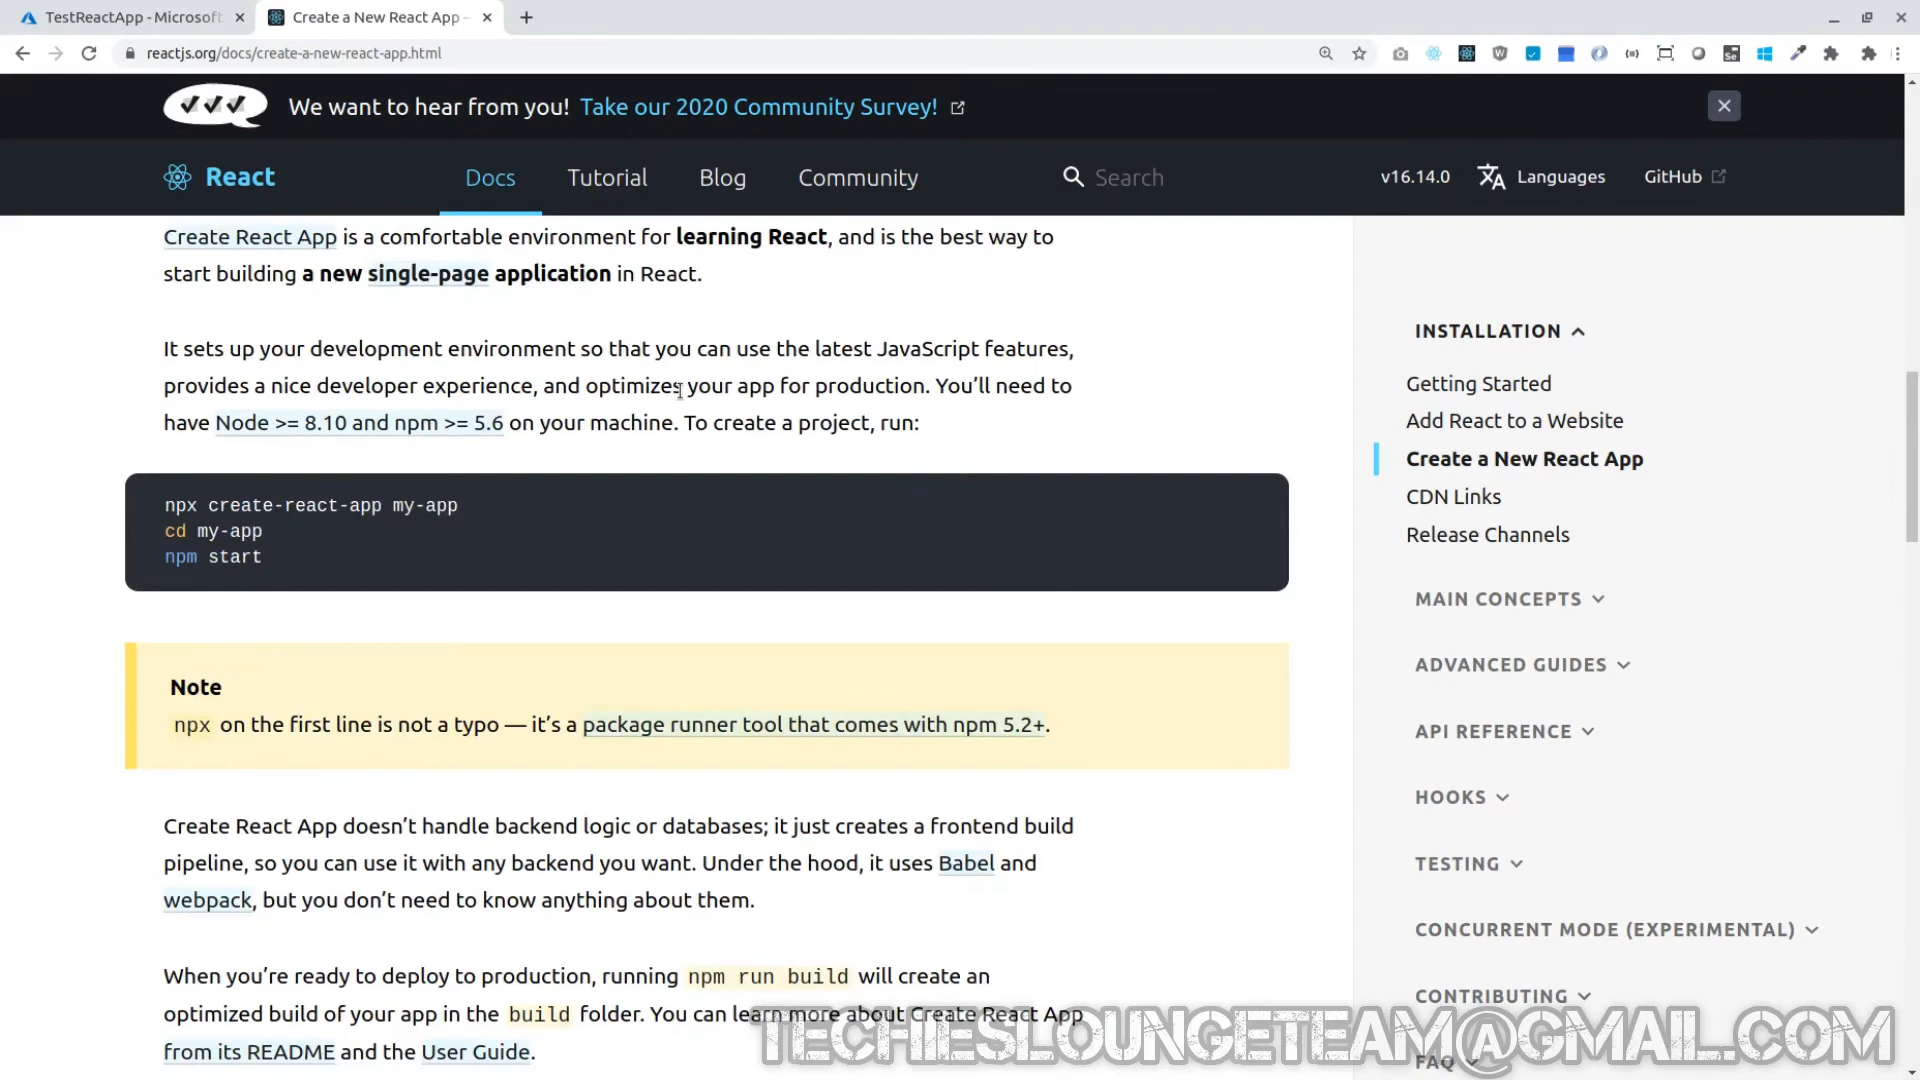 TestReactApp - Microsoft
Create a New React App –
reactjs.org/docs/create-a-new-react-app.html
We want to hear from you! Take our 2020 Community Survey!
React
Docs
Tutorial
Blog
Community
Search
v16.14.0
Languages
GitHub
Create React App is a comfortable environment for learning React, and is the best way to
start building a new single-page application in React.
It sets up your development environment so that you can use the latest JavaScript features,
provides a nice developer experience, and optimizes your app for production. You’ll need to
have Node >= 8.10 and npm >= 5.6 on your machine. To create a project, run:
npx create-react-app my-app
cd my-app
npm start
Note
npx on the first line is not a typo — it’s a package runner tool that comes with npm 5.2+.
Create React App doesn’t handle backend logic or databases; it just creates a frontend build
pipeline, so you can use it with any backend you want. Under the hood, it uses Babel and
webpack, but you don’t need to know anything about them.
When you’re ready to deploy to production, running npm run build will create an
optimized build of your app in the build folder. You can learn more about Create React App
from its README and the User Guide.
INSTALLATION
Getting Started
Add React to a Website
Create a New React App
CDN Links
Release Channels
MAIN CONCEPTS
ADVANCED GUIDES
API REFERENCE
HOOKS
TESTING
CONCURRENT MODE (EXPERIMENTAL)
CONTRIBUTING
FAQ
TECHIESLOUNGETEAM@GMAIL.COM